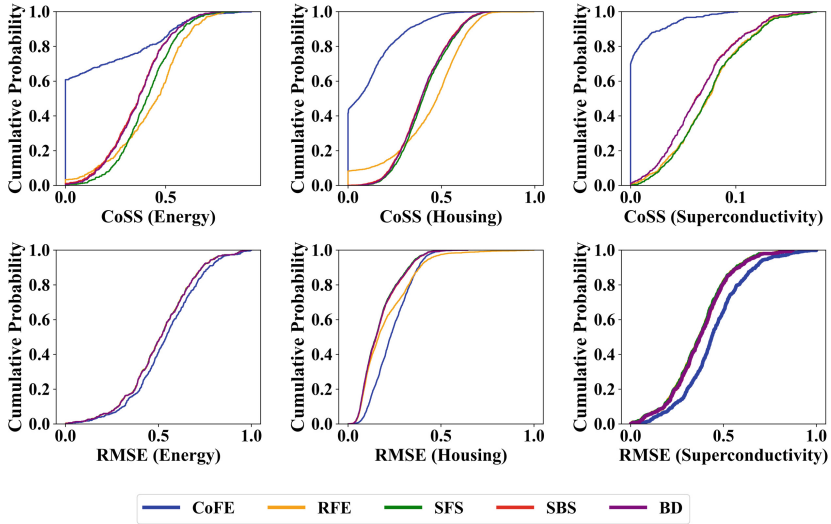 Cumulative Probability
1.0
0.8
0.6
0.4
0.2
0.0
0.0 0.5
CoSS (Energy)
Cumulative Probability
1.0
0.8
0.6
0.4
0.2
0.0
0.0 0.5 1.0
CoSS (Housing)
Cumulative Probability
1.0
0.8
0.6
0.4
0.2
0.0
0.0 0.1
CoSS (Superconductivity)
Cumulative Probability
1.0
0.8
0.6
0.4
0.2
0.0
0.0 0.5 1.0
RMSE (Energy)
Cumulative Probability
1.0
0.8
0.6
0.4
0.2
0.0
0.0 0.5 1.0
RMSE (Housing)
Cumulative Probability
1.0
0.8
0.6
0.4
0.2
0.0
0.0 0.5 1.0
RMSE (Superconductivity)
CoFE RFE SFS SBS BD